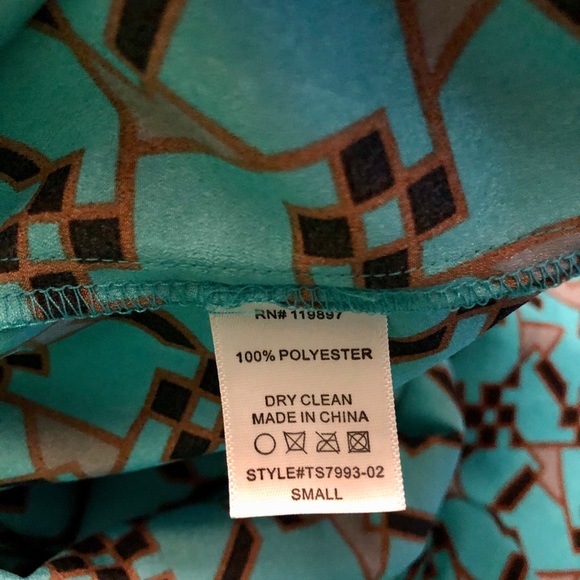 RN# 119897
100% POLYESTER
DRY CLEAN
MADE IN CHINA
STYLE#TS7993-02
SMALL